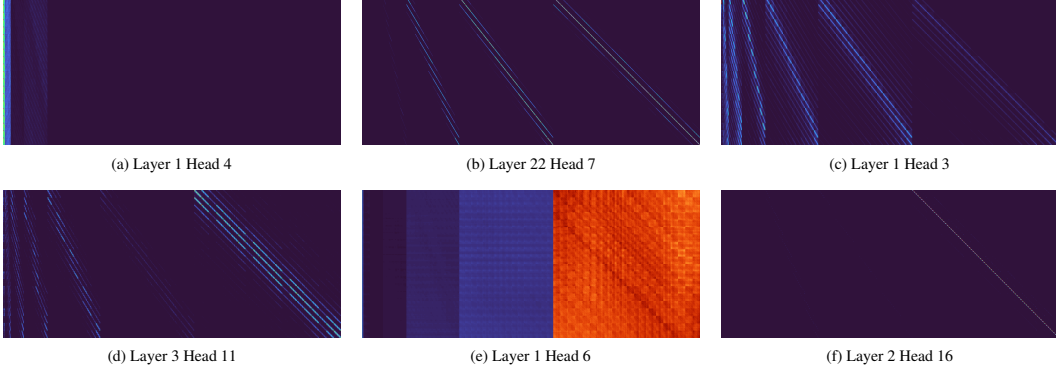 (a) Layer 1 Head 4
(b) Layer 22 Head 7
(c) Layer 1 Head 3
(d) Layer 3 Head 11
(e) Layer 1 Head 6
(f) Layer 2 Head 16